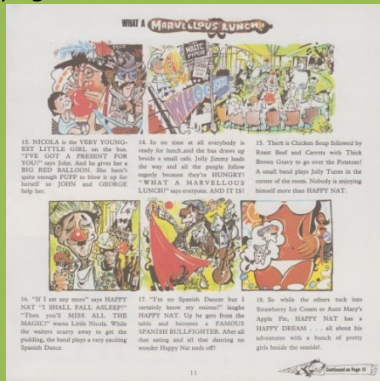 WHAT A MARVELLOUS LUNCH
MAGIC
13. NICOLA is the VERY YOUNG-
EST LITTLE GIRL on the bus.
"I'VE GOT A PRESENT FOR
YOU!" says John. And he gives her a
BIG RED BALLOON. She hasn't
quite enough PUFF to blow it up for
herself so JOHN and GEORGE
help her.
14. In no time at all everybody is
ready for lunch and the bus draws up
beside a small cafe. Jolly Jimmy leads
the way and all the people follow
eagerly because they're HUNGRY!
"WHAT A MARVELLOUS
LUNCH!" says everyone. AND IT IS!
15. There is Chicken Soup followed by
Roast Beef and Carrots with Thick
Brown Gravy to go over the Potatoes!
A small band plays Jolly Tunes in the
corner of the room. Nobody is enjoying
himself more than HAPPY NAT.
16. "If I eat any more" says HAPPY
NAT "I SHALL FALL ASLEEP!"
"Then you'll MISS ALL THE
MAGIC!" warns Little Nicola. While
the waiters scurry away to get the
pudding, the band plays a very exciting
Spanish Dance.
17. "I'm no Spanish Dancer but I
certainly know my onions!" laughs
HAPPY NAT. Up he gets from the
table and becomes a FAMOUS
SPANISH BULLFIGHTER. After all
that eating and all that dancing no
wonder Happy Nat nods off!
18. So while the others tuck into
Strawberry Ice Cream or Aunt Mary's
Apple Pie, HAPPY NAT has a
HAPPY DREAM . . . all about his
adventures with a bunch of pretty
girls beside the seaside!
Continued on Page
11